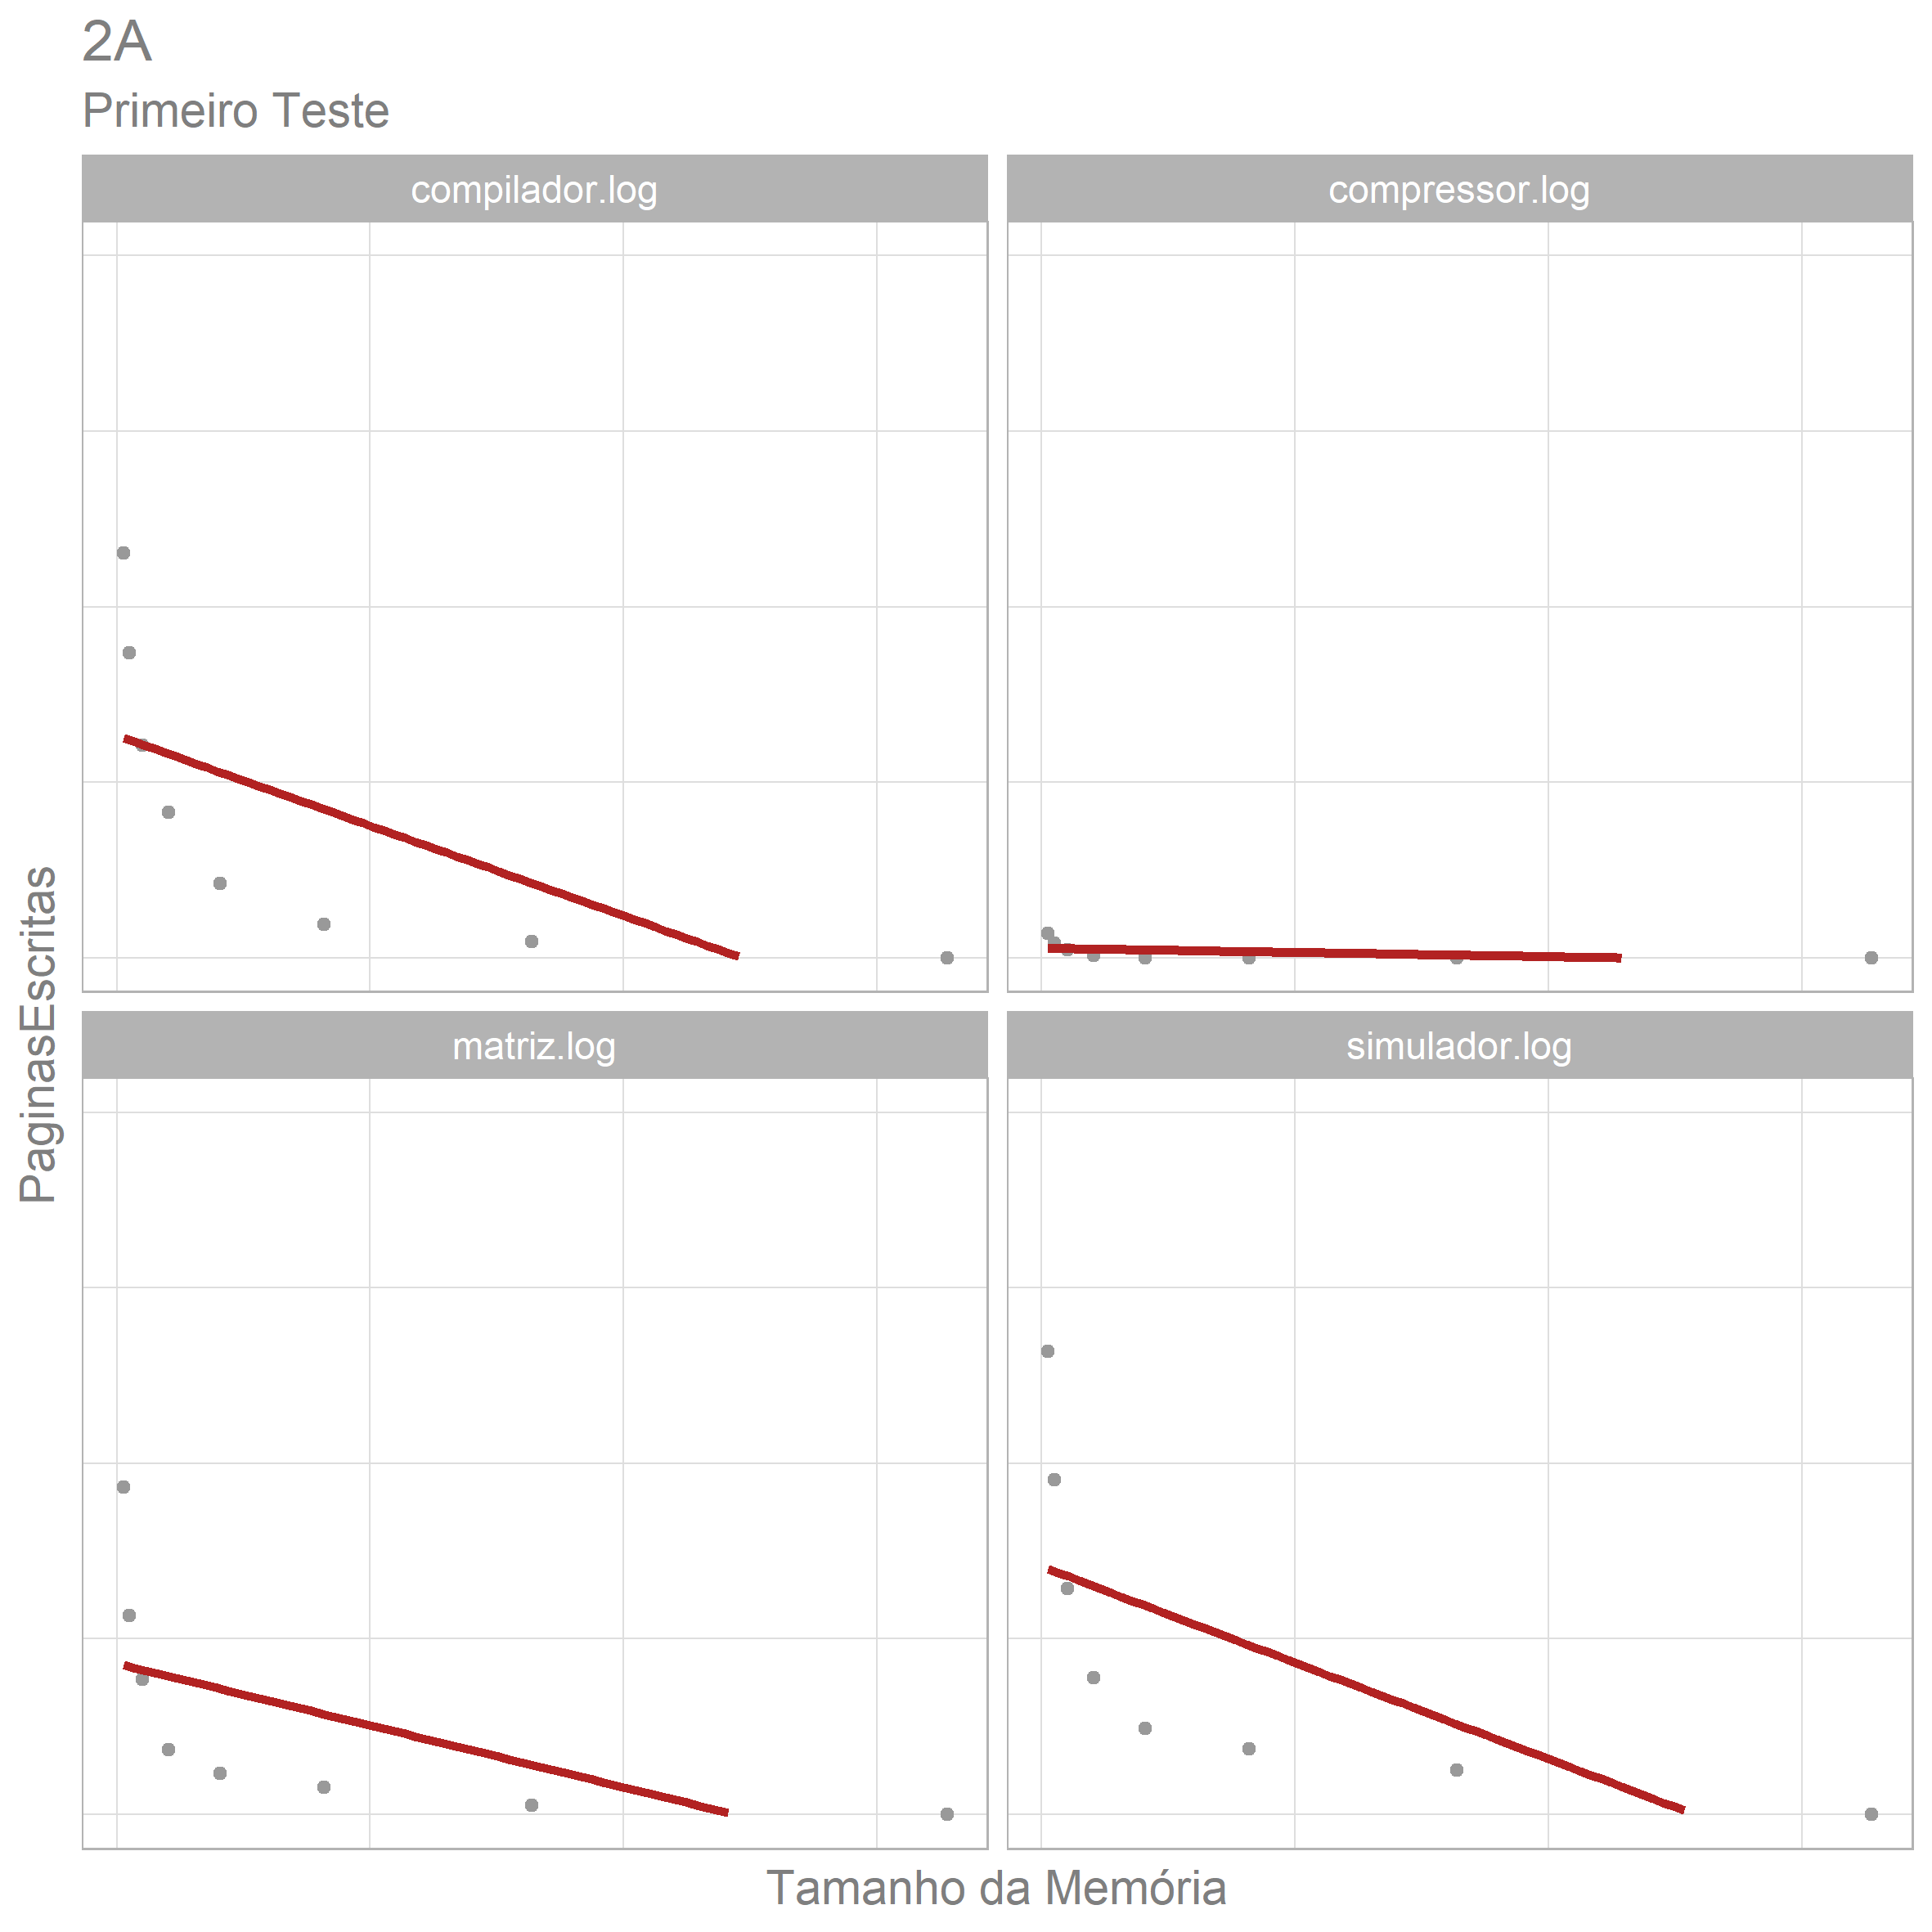 2A
Primeiro Teste
compilador.log
compressor.log
PaginasEscritas
matriz.log
simulador.log
Tamanho da Memória